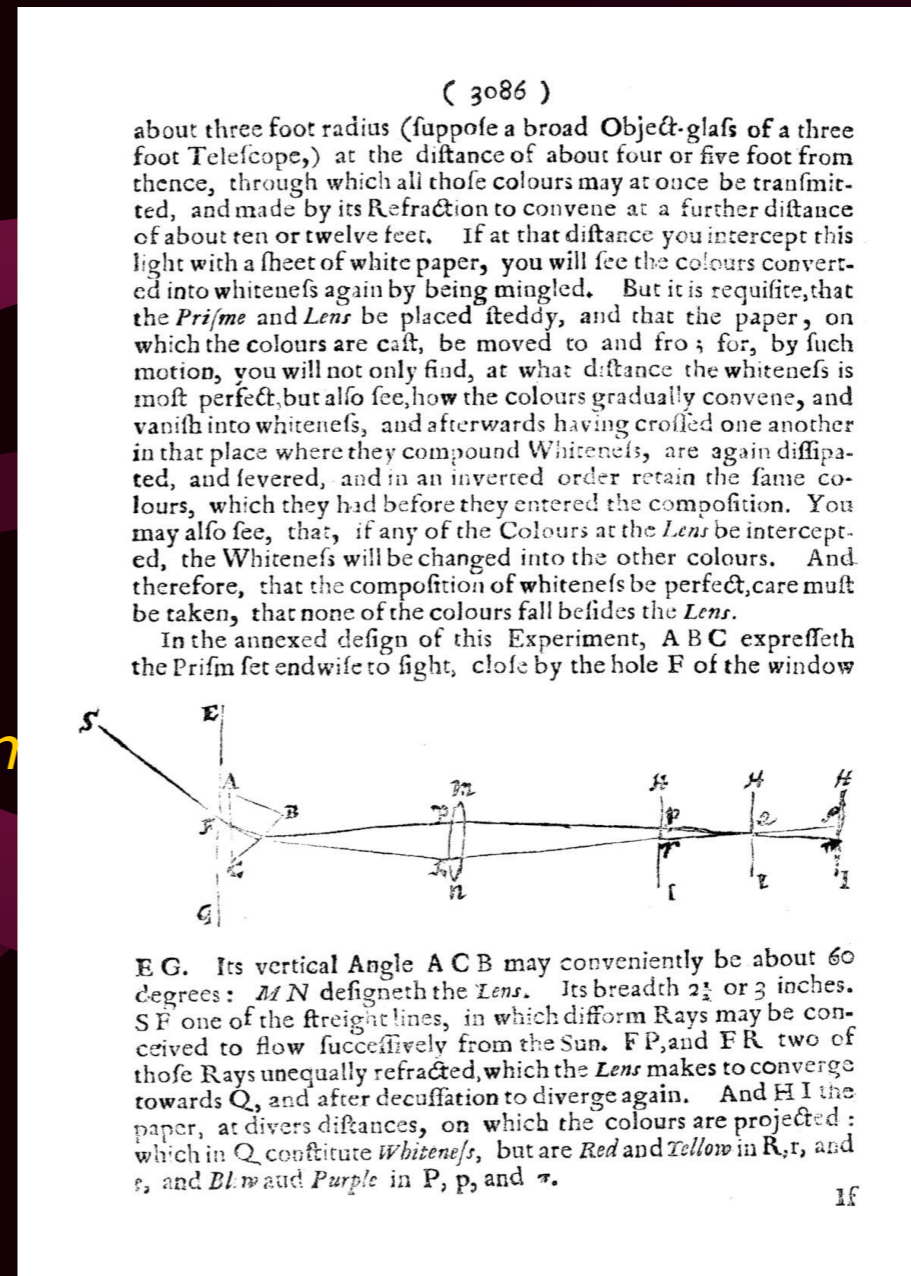 ( 3086 )
about three foot radius (ſuppoſe a broad Object-glaſs of a three
foot Teleſcope,) at the diſtance of about four or five foot from
thence, through which all thoſe colours may at once be tranſmit-
ted, and made by its Refraction to convene at a further diſtance
of about ten or twelve feet. If at that diſtance you intercept this
light with a ſheet of white paper, you will ſee the colours convert-
ed into whiteneſs again by being mingled. But it is requiſite, that
the Priſme and Lens be placed ſteddy, and that the paper, on
which the colours are caſt, be moved to and fro; for, by ſuch
motion, you will not only find, at what diſtance the whiteneſs is
moſt perfect, but alſo ſee, how the colours gradually convene, and
vaniſh into whiteneſs, and afterwards having croſſed one another
in that place where they compound Whiteneſs, are again diſſipa-
ted, and ſevered, and in an inverted order retain the ſame co-
lours, which they had before they entered the compoſition. You
may alſo ſee, that, if any of the Colours at the Lens be intercept-
ed, the Whiteneſs will be changed into the other colours. And
therefore, that the compoſition of whiteneſs be perfect, care muſt
be taken, that none of the colours fall beſides the Lens.
In the annexed deſign of this Experiment, A B C expreſſeth
the Priſm ſet endwiſe to ſight, cloſe by the hole F of the window
S E
A m H H H
F B P p Q
C R r
n I I I
G
E G. Its vertical Angle A C B may conveniently be about 60
degrees: M N deſigneth the Lens. Its breadth 2½ or 3 inches.
S F one of the ſtreight lines, in which difform Rays may be con-
ceived to flow ſucceſſively from the Sun. F P, and F R two of
thoſe Rays unequally refracted, which the Lens makes to converge
towards Q, and after decuſſation to diverge again. And H I the
paper, at divers diſtances, on which the colours are projected:
which in Q conſtitute Whiteneſs, but are Red and Yellow in R, r, and
ρ, and Blew aud Purple in P, p, and π.
If